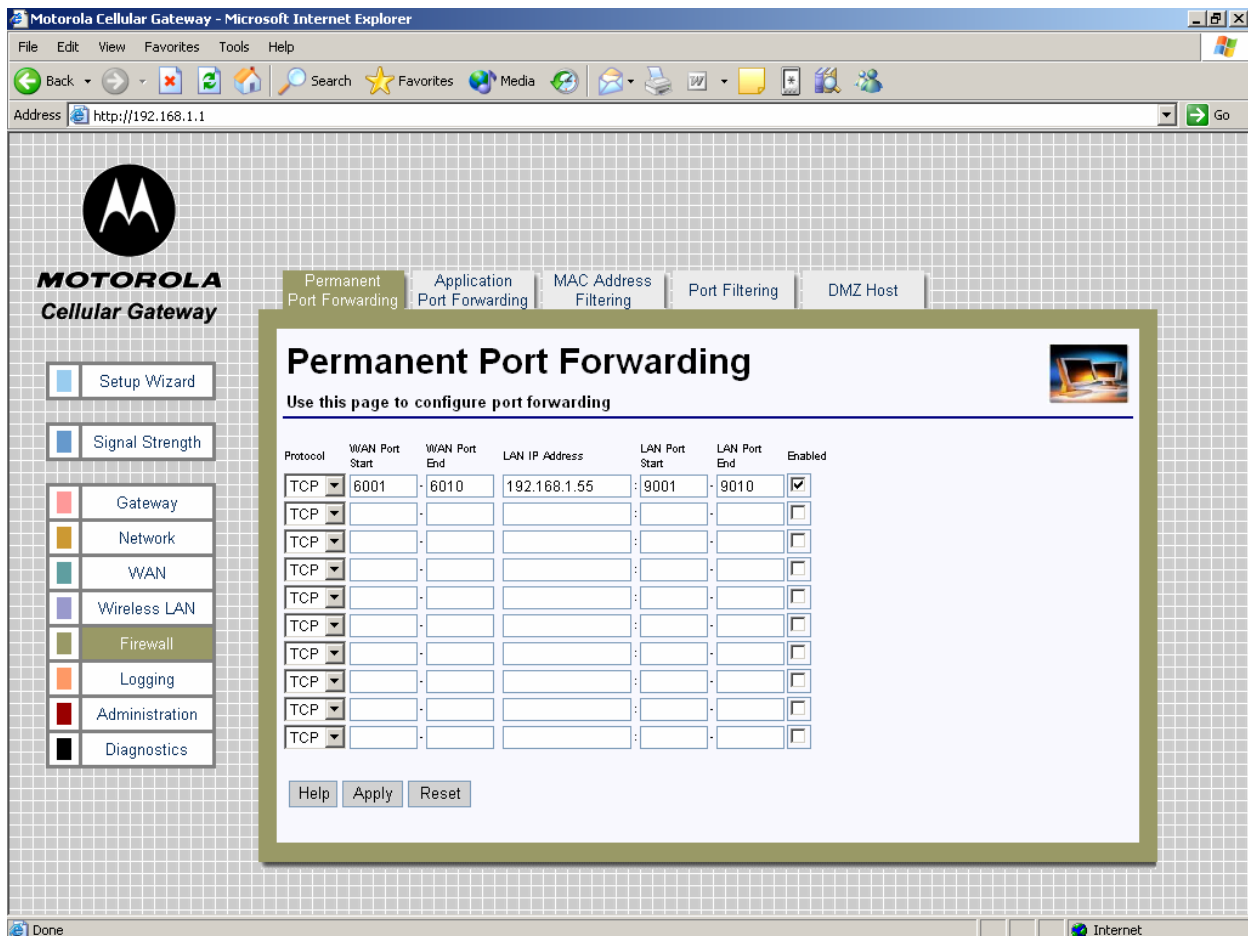 Motorola Cellular Gateway - Microsoft Internet Explorer
File Edit View Favorites Tools Help
Back Search Favorites Media
Address http://192.168.1.1 Go
MOTOROLA
Cellular Gateway
Setup Wizard
Signal Strength
Gateway
Network
WAN
Wireless LAN
Firewall
Logging
Administration
Diagnostics
Permanent Port Forwarding
Application Port Forwarding
MAC Address Filtering
Port Filtering
DMZ Host
Permanent Port Forwarding
Use this page to configure port forwarding
Protocol WAN Port Start WAN Port End LAN IP Address LAN Port Start LAN Port End Enabled
TCP 6001 - 6010 192.168.1.55 : 9001 - 9010
TCP - : -
TCP - : -
TCP - : -
TCP - : -
TCP - : -
TCP - : -
TCP - : -
TCP - : -
TCP - : -
Help Apply Reset
Done Internet